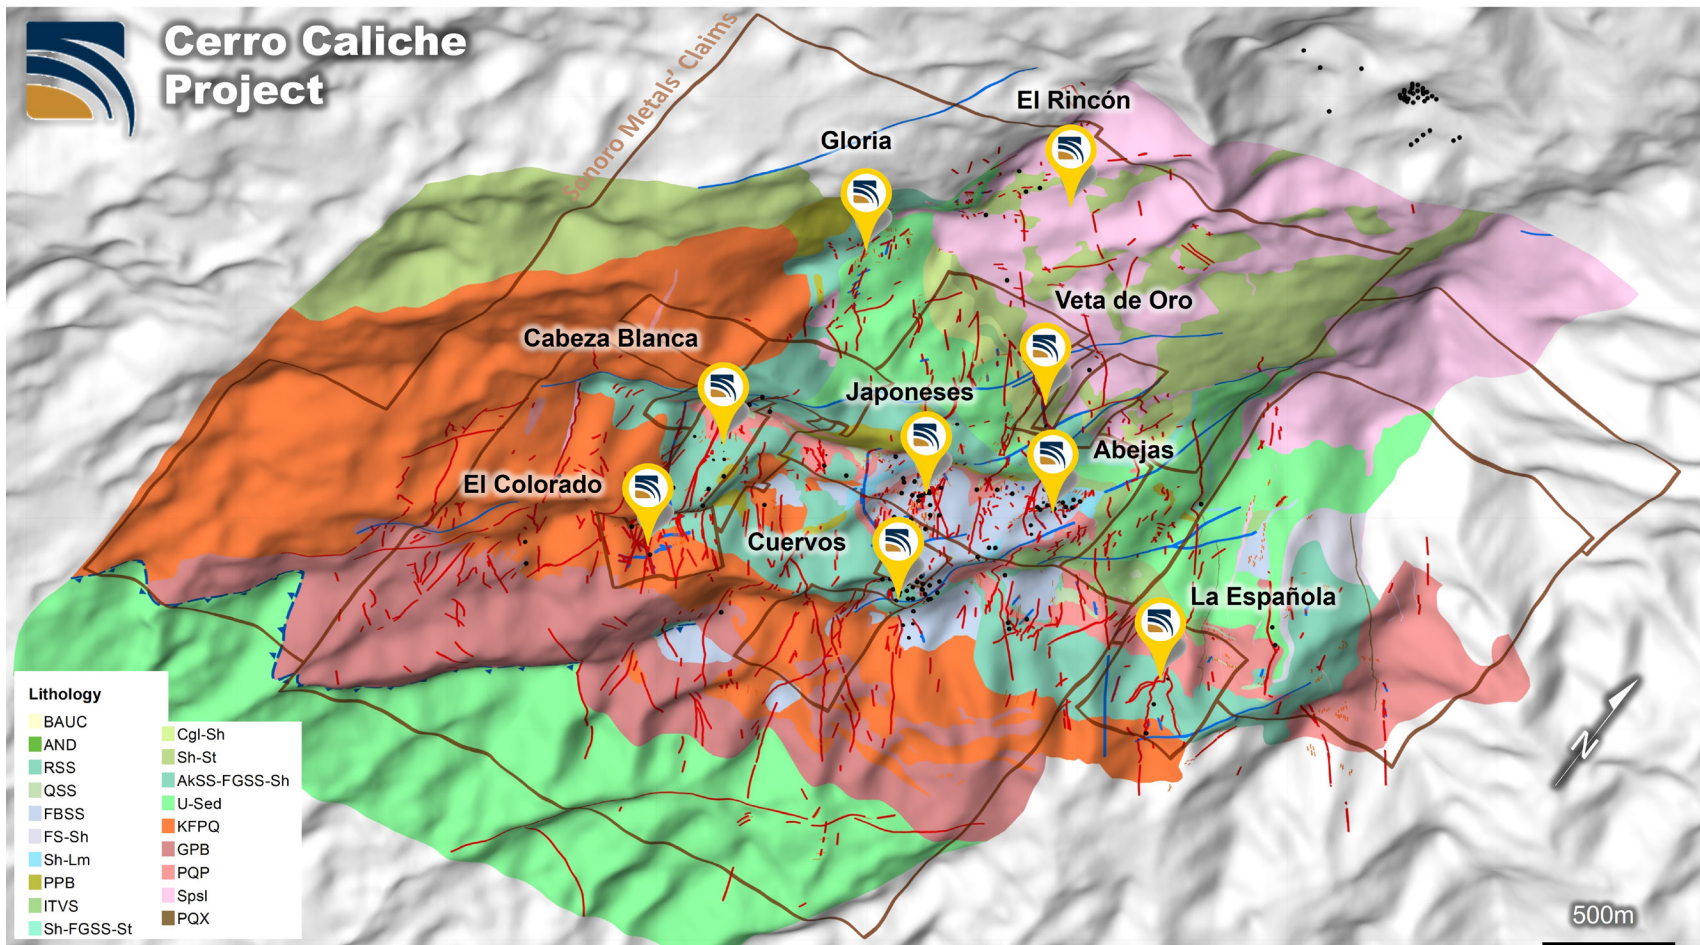 Cerro Caliche
Project
Sonoro Metals' Claims
El Rincón
Gloria
Veta de Oro
Cabeza Blanca
Japoneses
Abejas
El Colorado
Cuervos
La Española
Lithology
BAUC
AND
RSS
QSS
FBSS
FS-Sh
Sh-Lm
PPB
ITVS
Sh-FGSS-St
Cgl-Sh
Sh-St
AkSS-FGSS-Sh
U-Sed
KFPQ
GPB
PQP
Spsl
PQX
N
500m